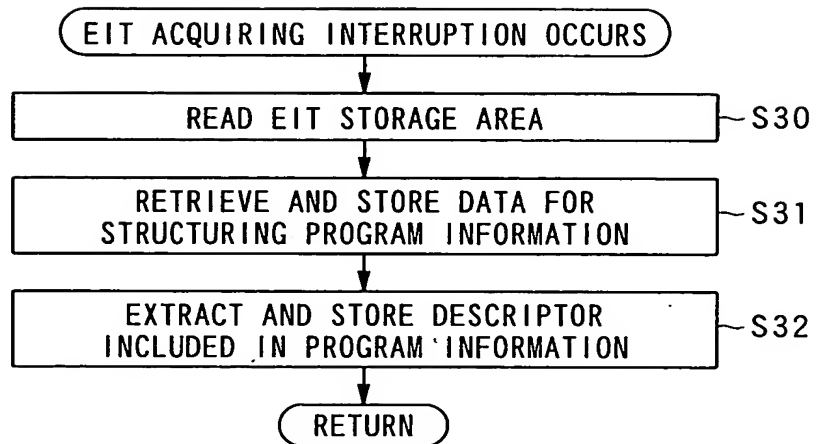 EIT ACQUIRING INTERRUPTION OCCURS
READ EIT STORAGE AREA
S30
RETRIEVE AND STORE DATA FOR
STRUCTURING PROGRAM INFORMATION
S31
EXTRACT AND STORE DESCRIPTOR
INCLUDED IN PROGRAM INFORMATION
S32
RETURN